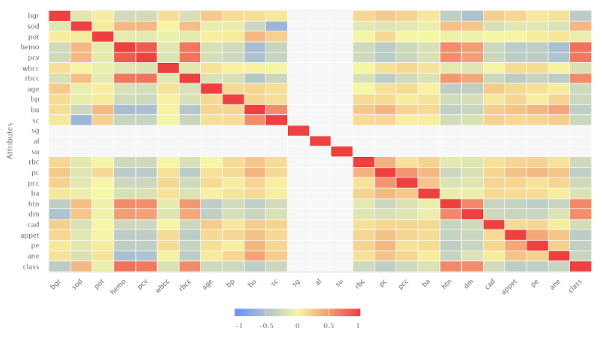 Attributes
bgr
sod
pot
hemo
pcv
wbcc
rbcc
age
bp
bu
sc
sg
al
su
rbc
pc
pcc
ba
htn
dm
cad
appet
pe
ane
class
bgr sod pot hemo pcv wbcc rbcc age bp bo sc sg al su rbc pc pcc ba htn dm cad appet pe ane class
-1 -0.5 0 0.5 1